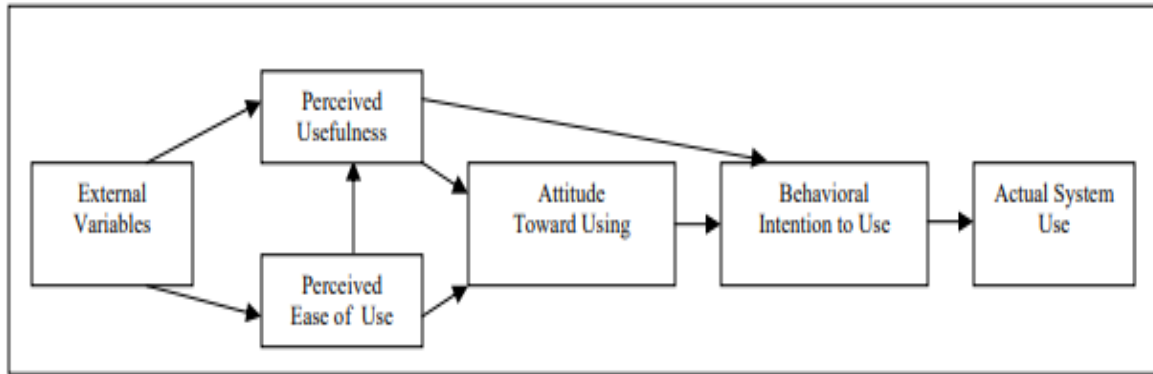 Perceived
Usefulness
External
Variables
Attitude
Toward Using
Behavioral
Intention to Use
Actual System
Use
Perceived
Ease of Use